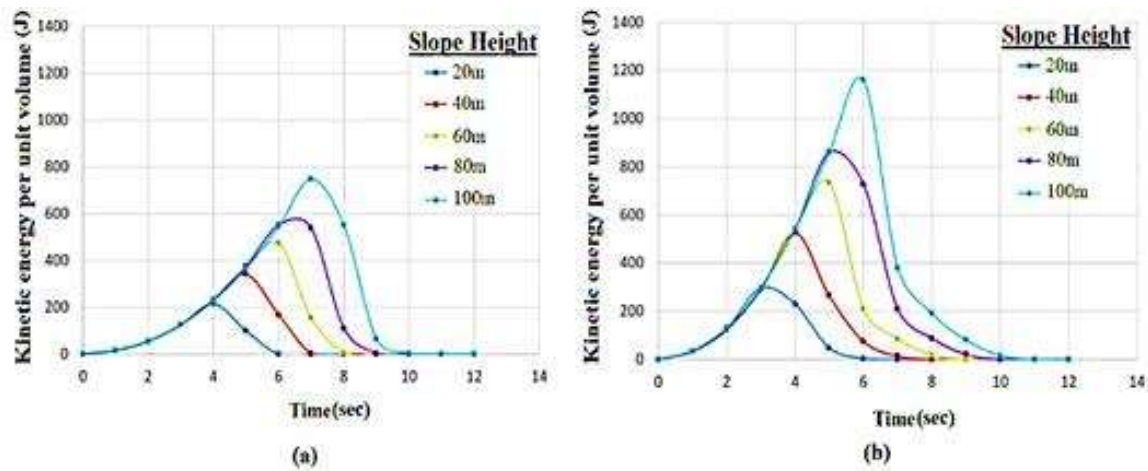 Kinetic energy per unit volume (J)
1400
1200
1000
800
600
400
200
0
Slope Height
20m
40m
60m
80m
100m
0 2 4 6 8 10 12 14
Time(sec)
(a)
Kinetic energy per unit volume (J)
1400
1200
1000
800
600
400
200
0
Slope Height
20m
40m
60m
80m
100m
0 2 4 6 8 10 12 14
Time(sec)
(b)